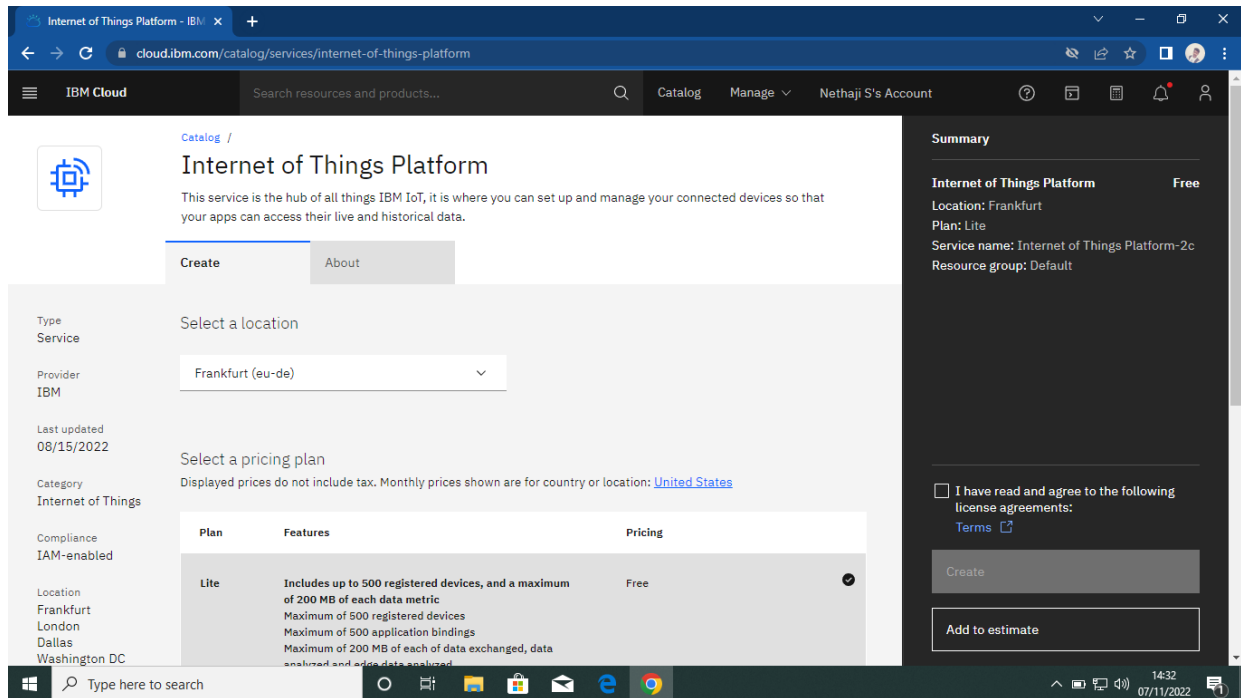 Internet of Things Platform - IBM
cloud.ibm.com/catalog/services/internet-of-things-platform
IBM Cloud
Search resources and products...
Catalog
Manage
Nethaji S's Account
Catalog /
Internet of Things Platform
This service is the hub of all things IBM IoT, it is where you can set up and manage your connected devices so that
your apps can access their live and historical data.
Create
About
Type
Service
Provider
IBM
Last updated
08/15/2022
Category
Internet of Things
Compliance
IAM-enabled
Location
Frankfurt
London
Dallas
Washington DC
Select a location
Frankfurt (eu-de)
Select a pricing plan
Displayed prices do not include tax. Monthly prices shown are for country or location: United States
Plan Features Pricing
Lite Includes up to 500 registered devices, and a maximum Free
of 200 MB of each data metric
Maximum of 500 registered devices
Maximum of 500 application bindings
Maximum of 200 MB of each of data exchanged, data
analyzed and edge data analyzed
Summary
Internet of Things Platform Free
Location: Frankfurt
Plan: Lite
Service name: Internet of Things Platform-2c
Resource group: Default
I have read and agree to the following
license agreements:
Terms
Create
Add to estimate
Type here to search
14:32
07/11/2022
1